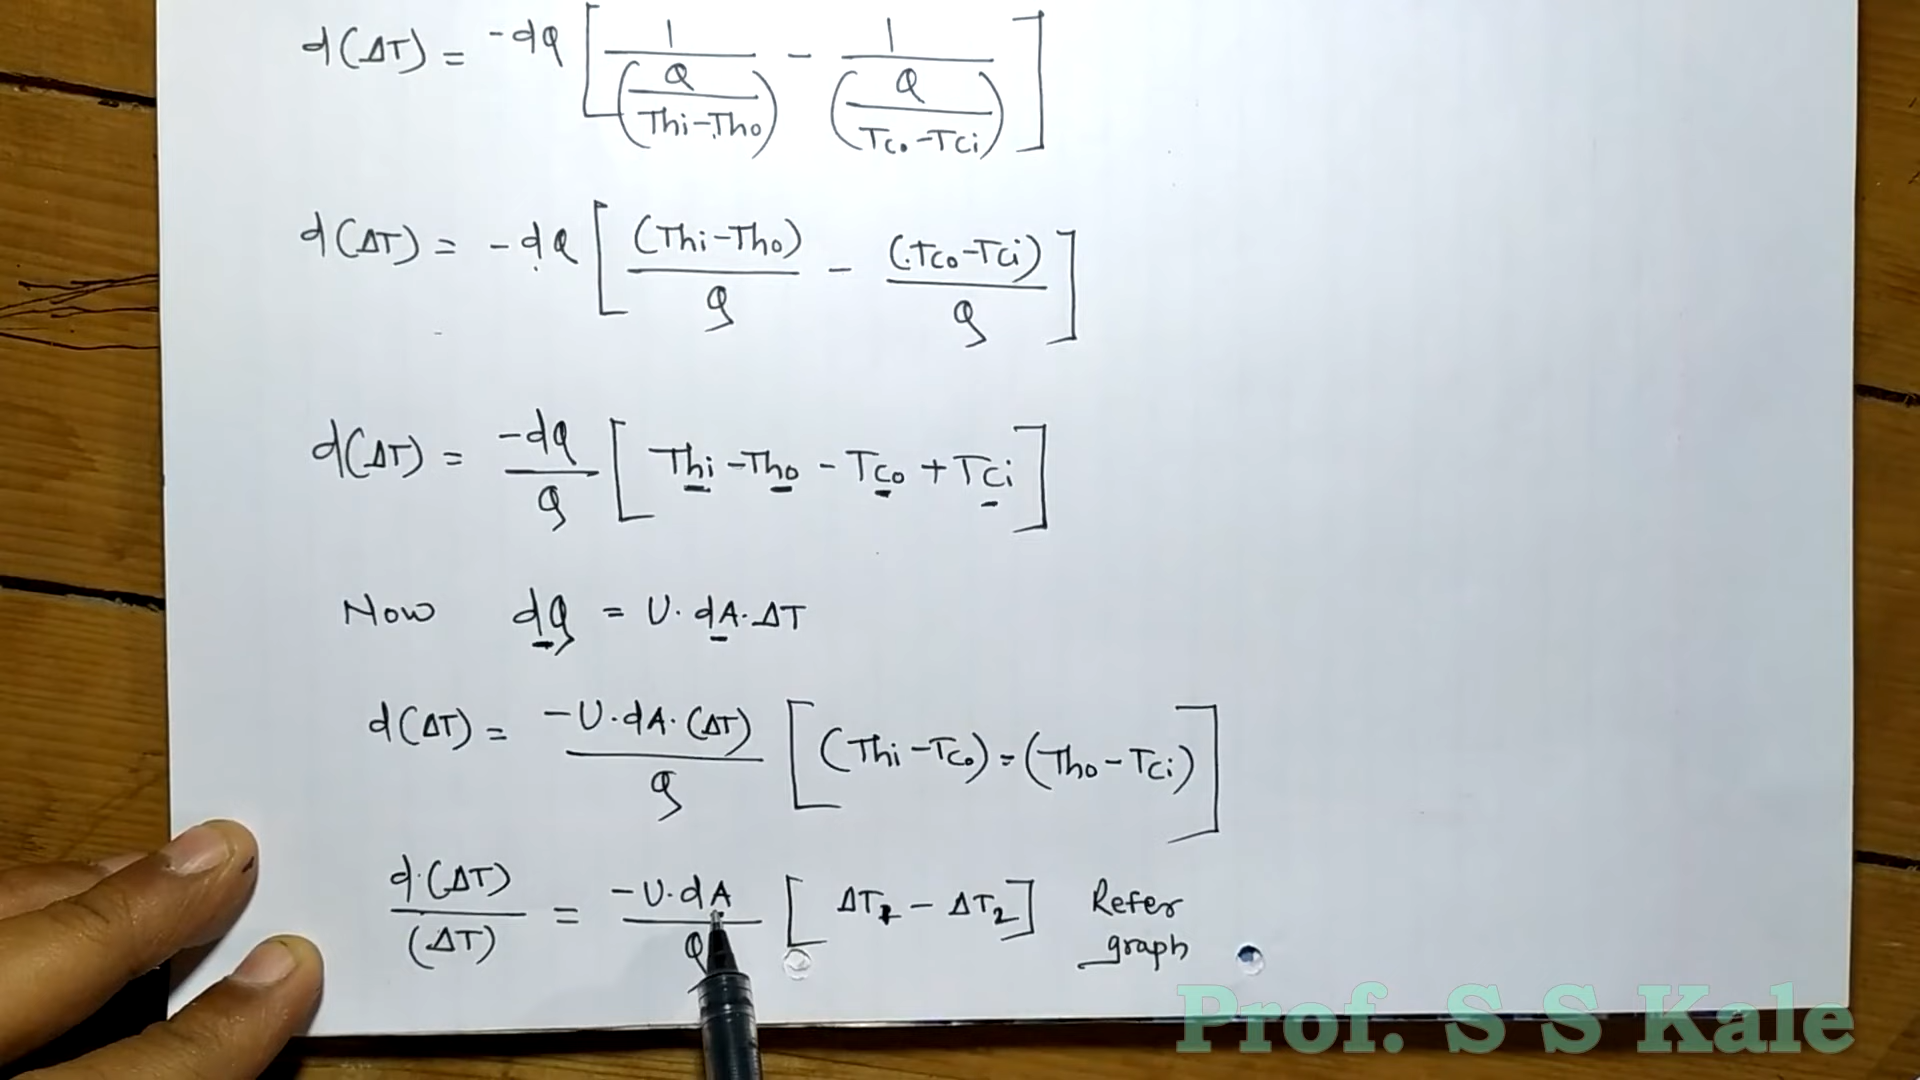 d(ΔT) = -dQ [ 1/(Q/(Thi-Tho)) - 1/(Q/(Tco-Tci)) ]
d(ΔT) = -dQ [ (Thi-Tho)/Q - (Tco-Tci)/Q ]
d(ΔT) = -dQ/Q [ Thi -Tho - Tco + Tci ]
Now dQ = U. dA. ΔT
d(ΔT) = -U.dA.(ΔT)/Q [ (Thi -Tco) - (Tho -Tci) ]
d.(ΔT)/(ΔT) = -U.dA/Q [ ΔT1 - ΔT2 ] Refer
graph
Prof. S S Kale